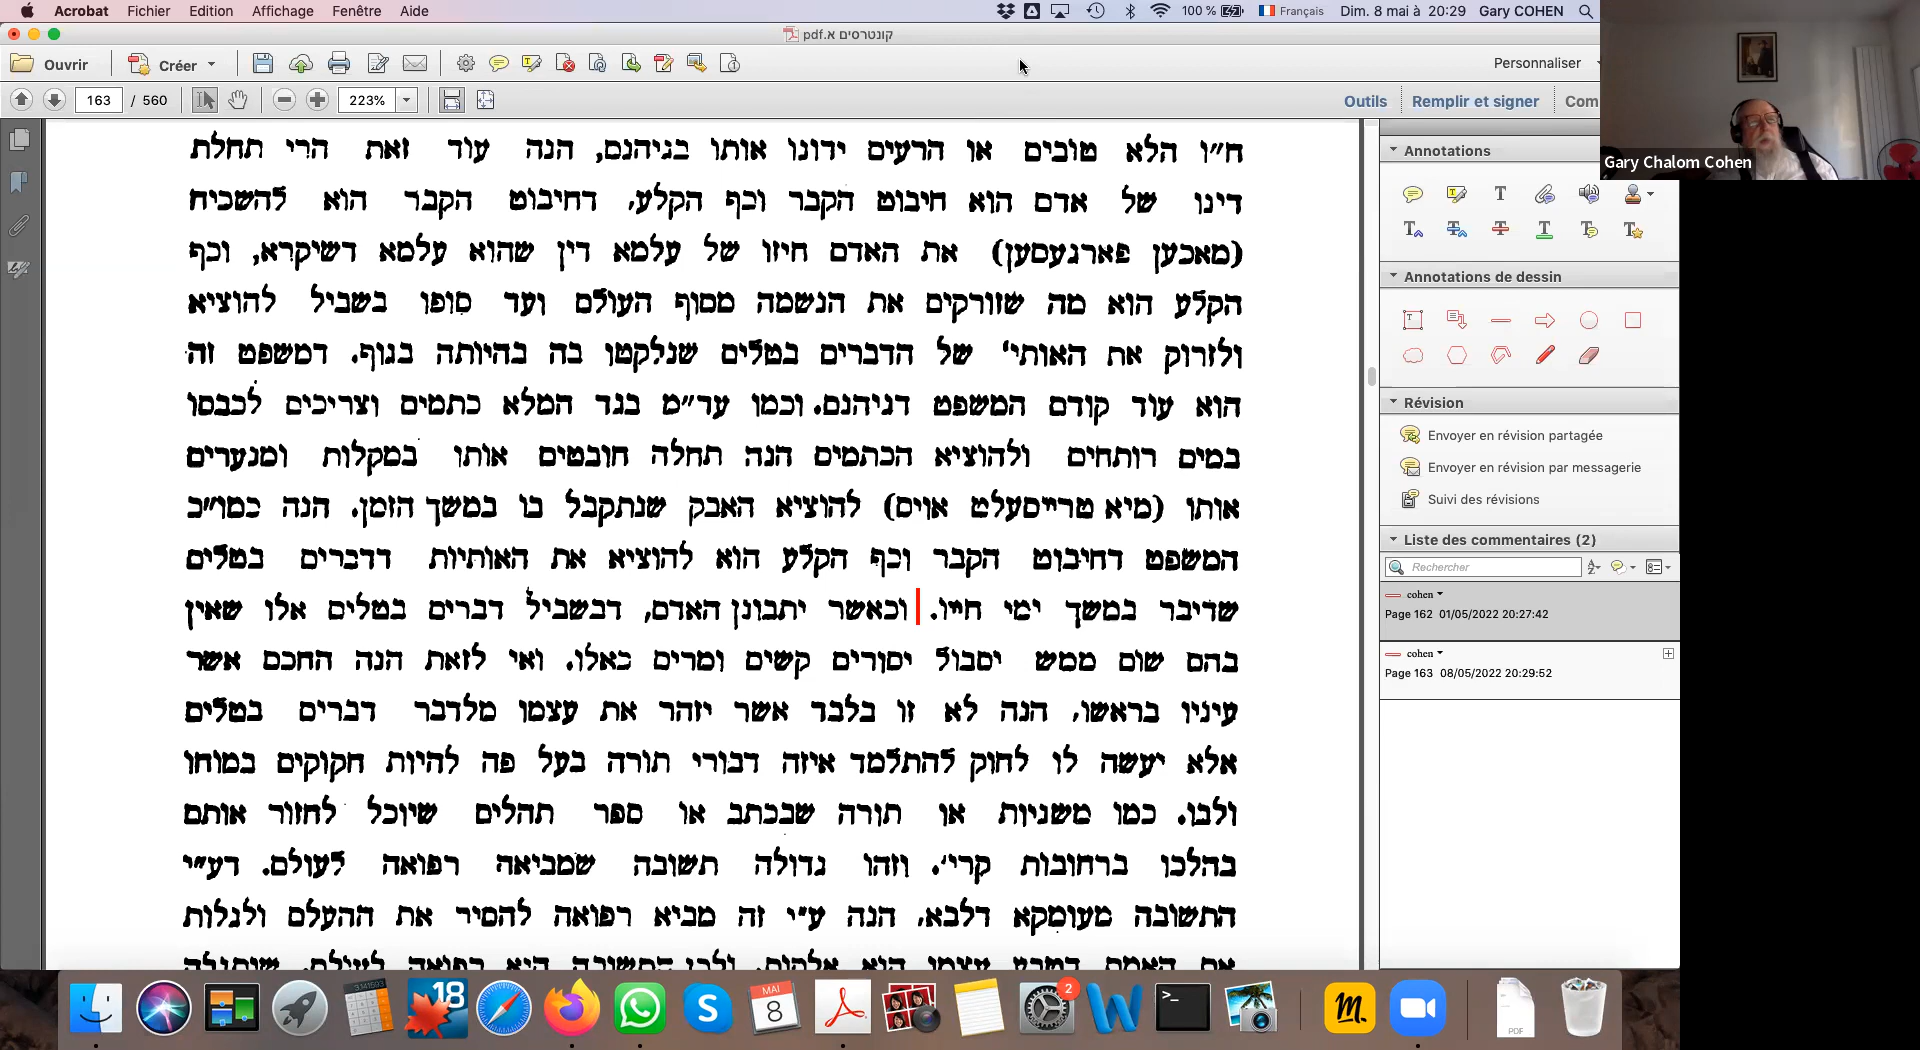 Acrobat Fichier Edition Affichage Fenêtre Aide
100 % Français Dim. 8 mai à 20:29 Gary COHEN
קונטרסים א.pdf
Ouvrir Créer Personnaliser
163 / 560 223% Outils Remplir et signer Com
ח״ו הלא טובים או הרעים ידונו אותו בגיהנם, הנה עוד זאת הרי תחלת
דינו של אדם הוא חיבוט הקבר וכף הקלע, דחיבוט הקבר הוא להשכיח
(מאכען פארגעסען) את האדם חיזו של עלמא דין שהוא עלמא דשיקרא, וכף
הקלע הוא מה שזורקים את הנשמה מסוף העולם ועד סופו בשביל להוציא
ולזרוק את האותי׳ של הדברים בטלים שנלקטו בה בהיותה בגוף. דמשפט זה
הוא עוד קודם המשפט דגיהנם. וכמו עד״מ בגד המלא כתמים וצריכים לכבסו
במים רותחים ולהוציא הכתמים הנה תחלה חובטים אותו במקלות ומנערים
אותו (מיא טרייסעלט אויס) להוציא האבק שנתקבל בו במשך הזמן. הנה כמו״כ
המשפט דחיבוט הקבר וכף הקלע הוא להוציא את האותיות דדברים בטלים
שדיבר במשך ימי חייו. וכאשר יתבונן האדם, דבשביל דברים בטלים אלו שאין
בהם שום ממש יסבול יסורים קשים ומרים כאלו. ואי לזאת הנה החכם אשר
עיניו בראשו, הנה לא זו בלבד אשר יזהר את עצמו מלדבר דברים בטלים
אלא יעשה לו לחוק להתלמד איזה דבורי תורה בעל פה להיות חקוקים במוחו
ולבו. כמו משניות או תורה שבכתב או ספר תהלים שיוכל לחזור אותם
בהלכו ברחובות קרי׳. וזהו גדולה תשובה שמביאה רפואה לעולם. דע״י
התשובה מעומקא דלבא, הנה ע״י זה מביא רפואה להסיר את ההעלם ולגלות
Annotations
Annotations de dessin
Révision
Envoyer en révision partagée
Envoyer en révision par messagerie
Suivi des révisions
Liste des commentaires (2)
Rechercher
cohen
Page 162 01/05/2022 20:27:42
cohen
Page 163 08/05/2022 20:29:52
Gary Chalom Cohen
3.141593
18
MAI
8
2
PDF